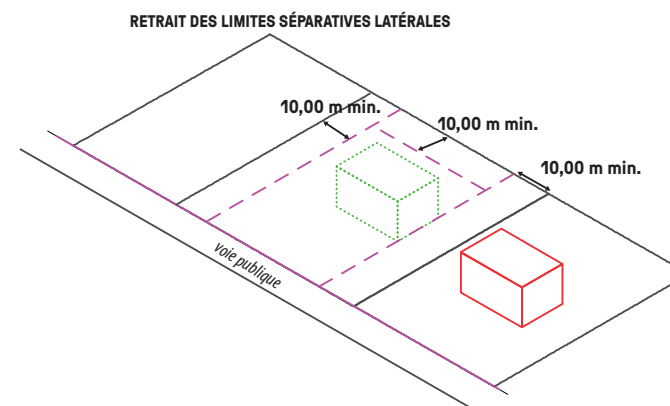 RETRAIT DES LIMITES SÉPARATIVES LATÉRALES
10,00 m min.
10,00 m min.
10,00 m min.
voie publique